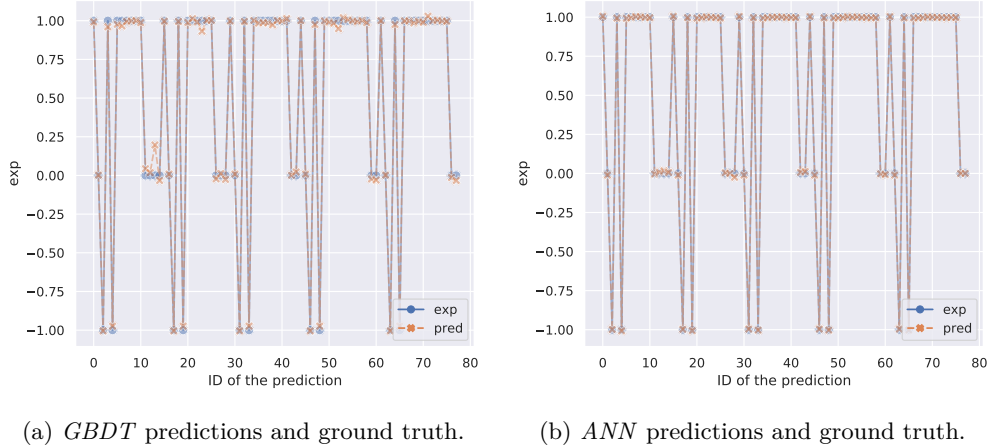 1.00
0.75
0.50
0.25
0.00
−0.25
−0.50
−0.75
−1.00
exp
0 10 20 30 40 50 60 70 80
ID of the prediction
exp
pred
(a) GBDT predictions and ground truth.
1.00
0.75
0.50
0.25
0.00
−0.25
−0.50
−0.75
−1.00
exp
0 10 20 30 40 50 60 70 80
ID of the prediction
exp
pred
(b) ANN predictions and ground truth.